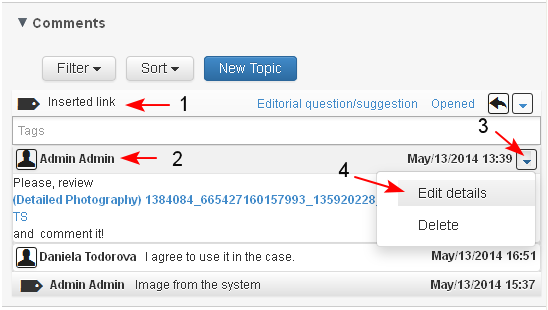 Comments
Filter Sort New Topic
Inserted link 1 Editorial question/suggestion Opened
Tags
3
Admin Admin 2 May/13/2014 13:39
Please, review
4 Edit details
(Detailed Photography) 1384084_665427160157993_135920228_
TS
Delete
and comment it!
Daniela Todorova I agree to use it in the case. May/13/2014 16:51
Admin Admin Image from the system May/13/2014 15:37